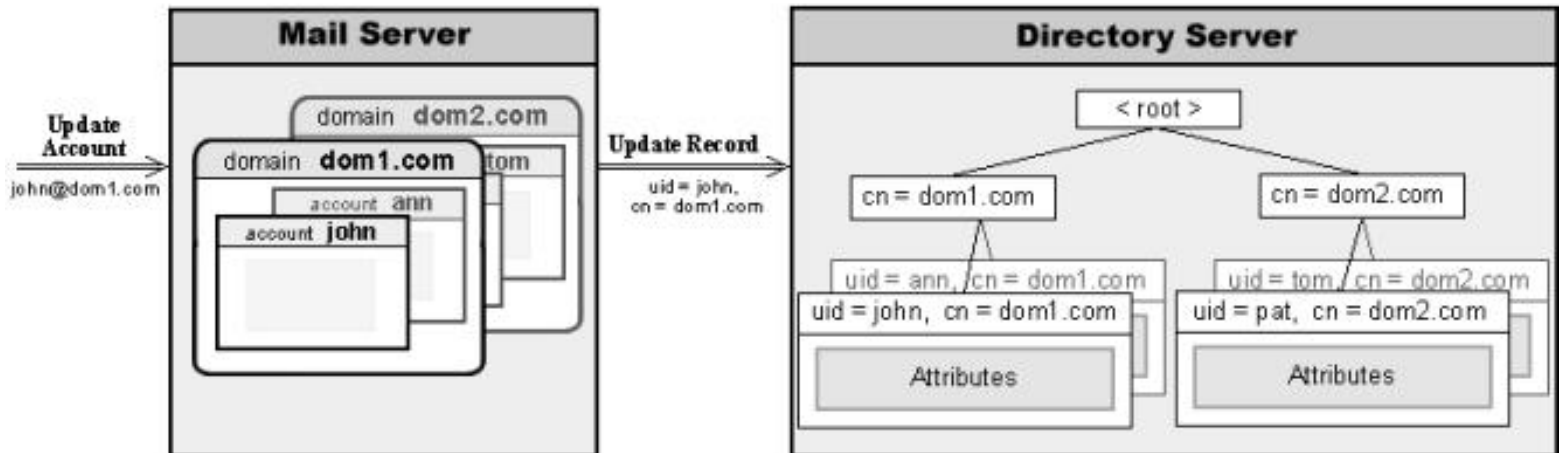 Mail Server
Directory Server
Update
Account
john@dom1.com
domain dom2.com
tom
domain dom1.com
account ann
account john
Update Record
uid = john,
cn = dom1.com
< root >
cn = dom1.com
cn = dom2.com
uid = ann, cn = dom1.com
uid = john, cn = dom1.com
Attributes
uid = tom, cn = dom2.com
uid = pat, cn = dom2.com
Attributes